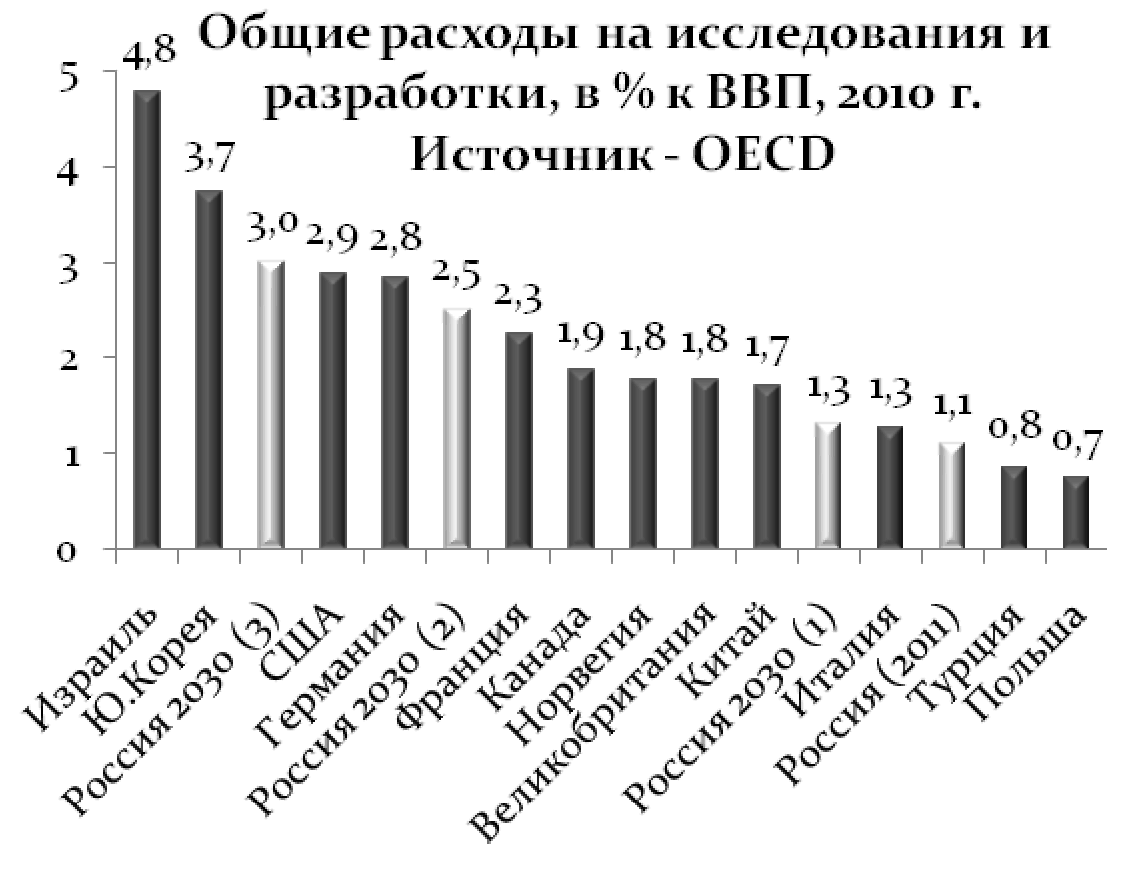 Общие расходы на исследования и
разработки, в % к ВВП, 2010 г.
Источник - OECD
5
4
3
2
1
0
4,8
3,7
3,0
2,9
2,8
2,5
2,3
1,9
1,8
1,8
1,7
1,3
1,3
1,1
0,8
0,7
Израиль
Ю.Корея
Россия 2030 (3)
США
Германия
Россия 2030 (2)
Франция
Канада
Норвегия
Великобритания
Китай
Россия 2030 (1)
Италия
Россия (2011)
Турция
Польша